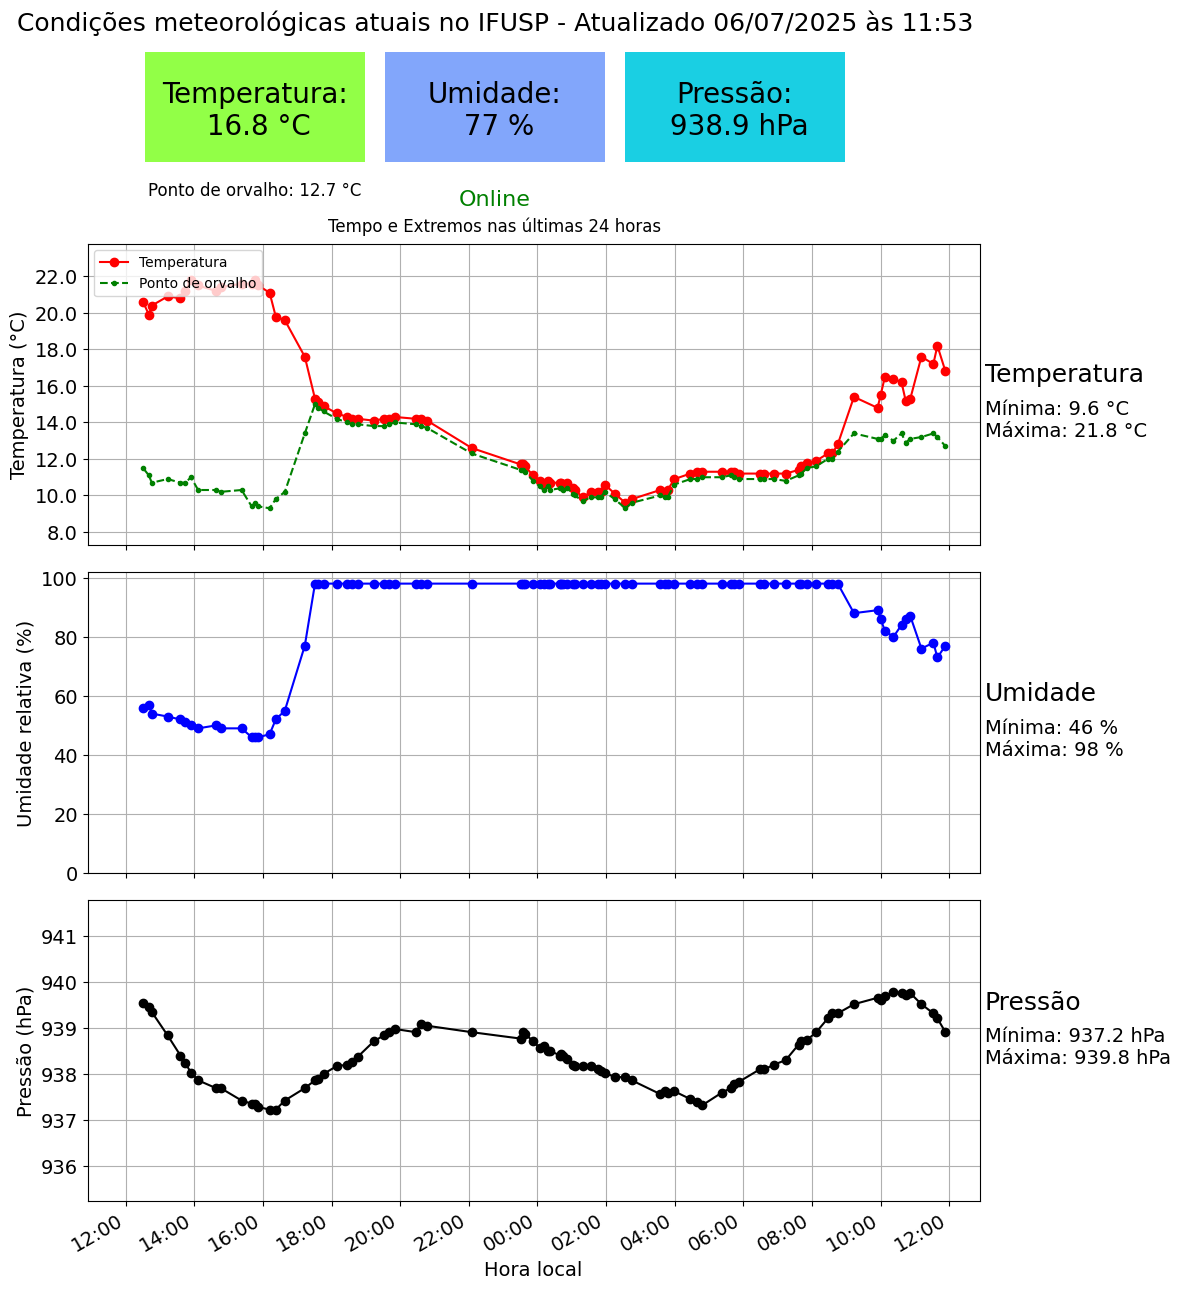 Condições meteorológicas atuais no IFUSP - Atualizado 06/07/2025 às 11:53
Temperatura:
16.8 °C
Umidade:
77 %
Pressão:
938.9 hPa
Ponto de orvalho: 12.7 °C
Online
Tempo e Extremos nas últimas 24 horas
Temperatura
Ponto de orvalho
Temperatura (°C)
22.0
20.0
18.0
16.0
14.0
12.0
10.0
8.0
Temperatura
Mínima: 9.6 °C
Máxima: 21.8 °C
Umidade relativa (%)
100
80
60
40
20
0
Umidade
Mínima: 46 %
Máxima: 98 %
Pressão (hPa)
941
940
939
938
937
936
Pressão
Mínima: 937.2 hPa
Máxima: 939.8 hPa
12:00
14:00
16:00
18:00
20:00
22:00
00:00
02:00
04:00
06:00
08:00
10:00
12:00
Hora local